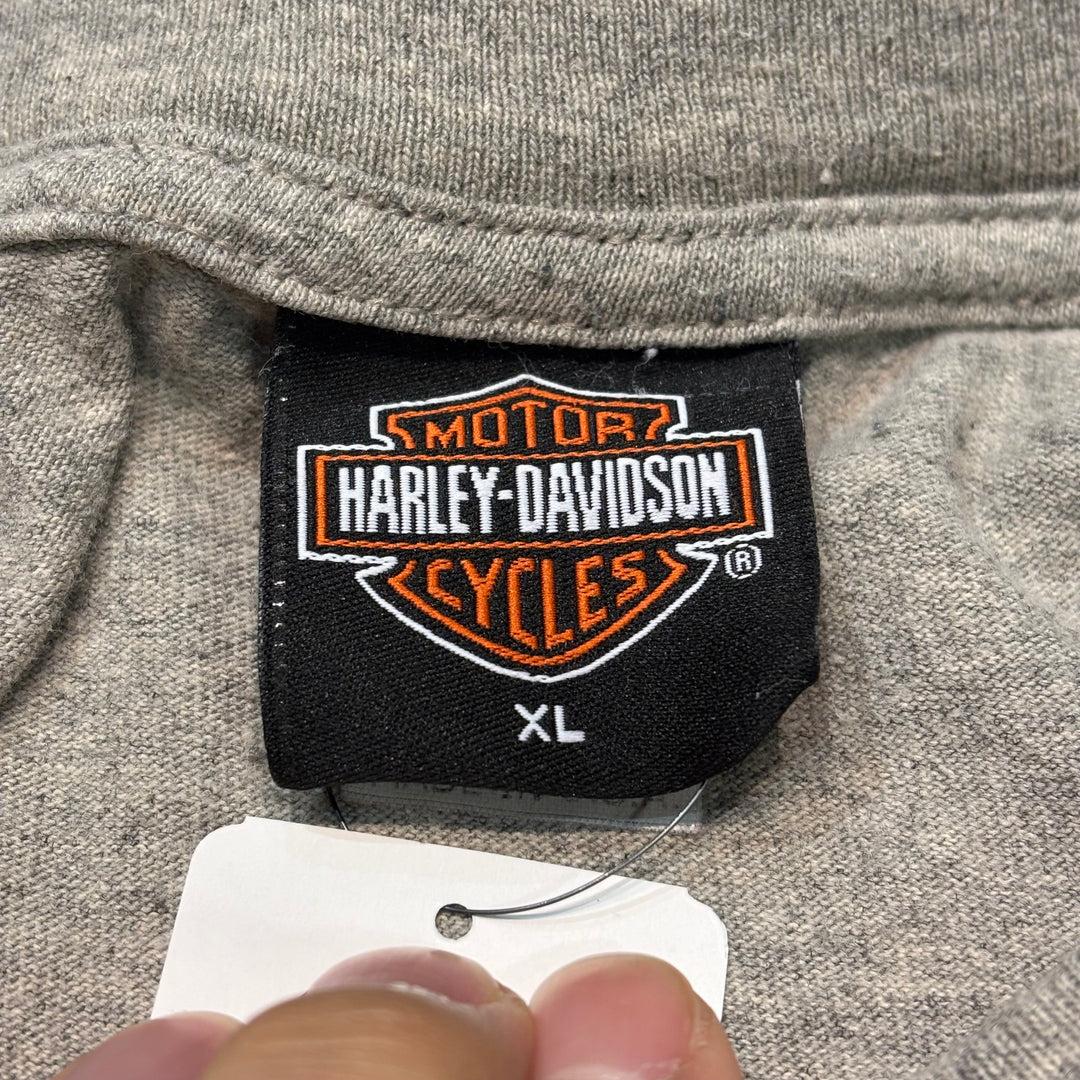 MOTOR
HARLEY-DAVIDSON
CYCLES
®
XL